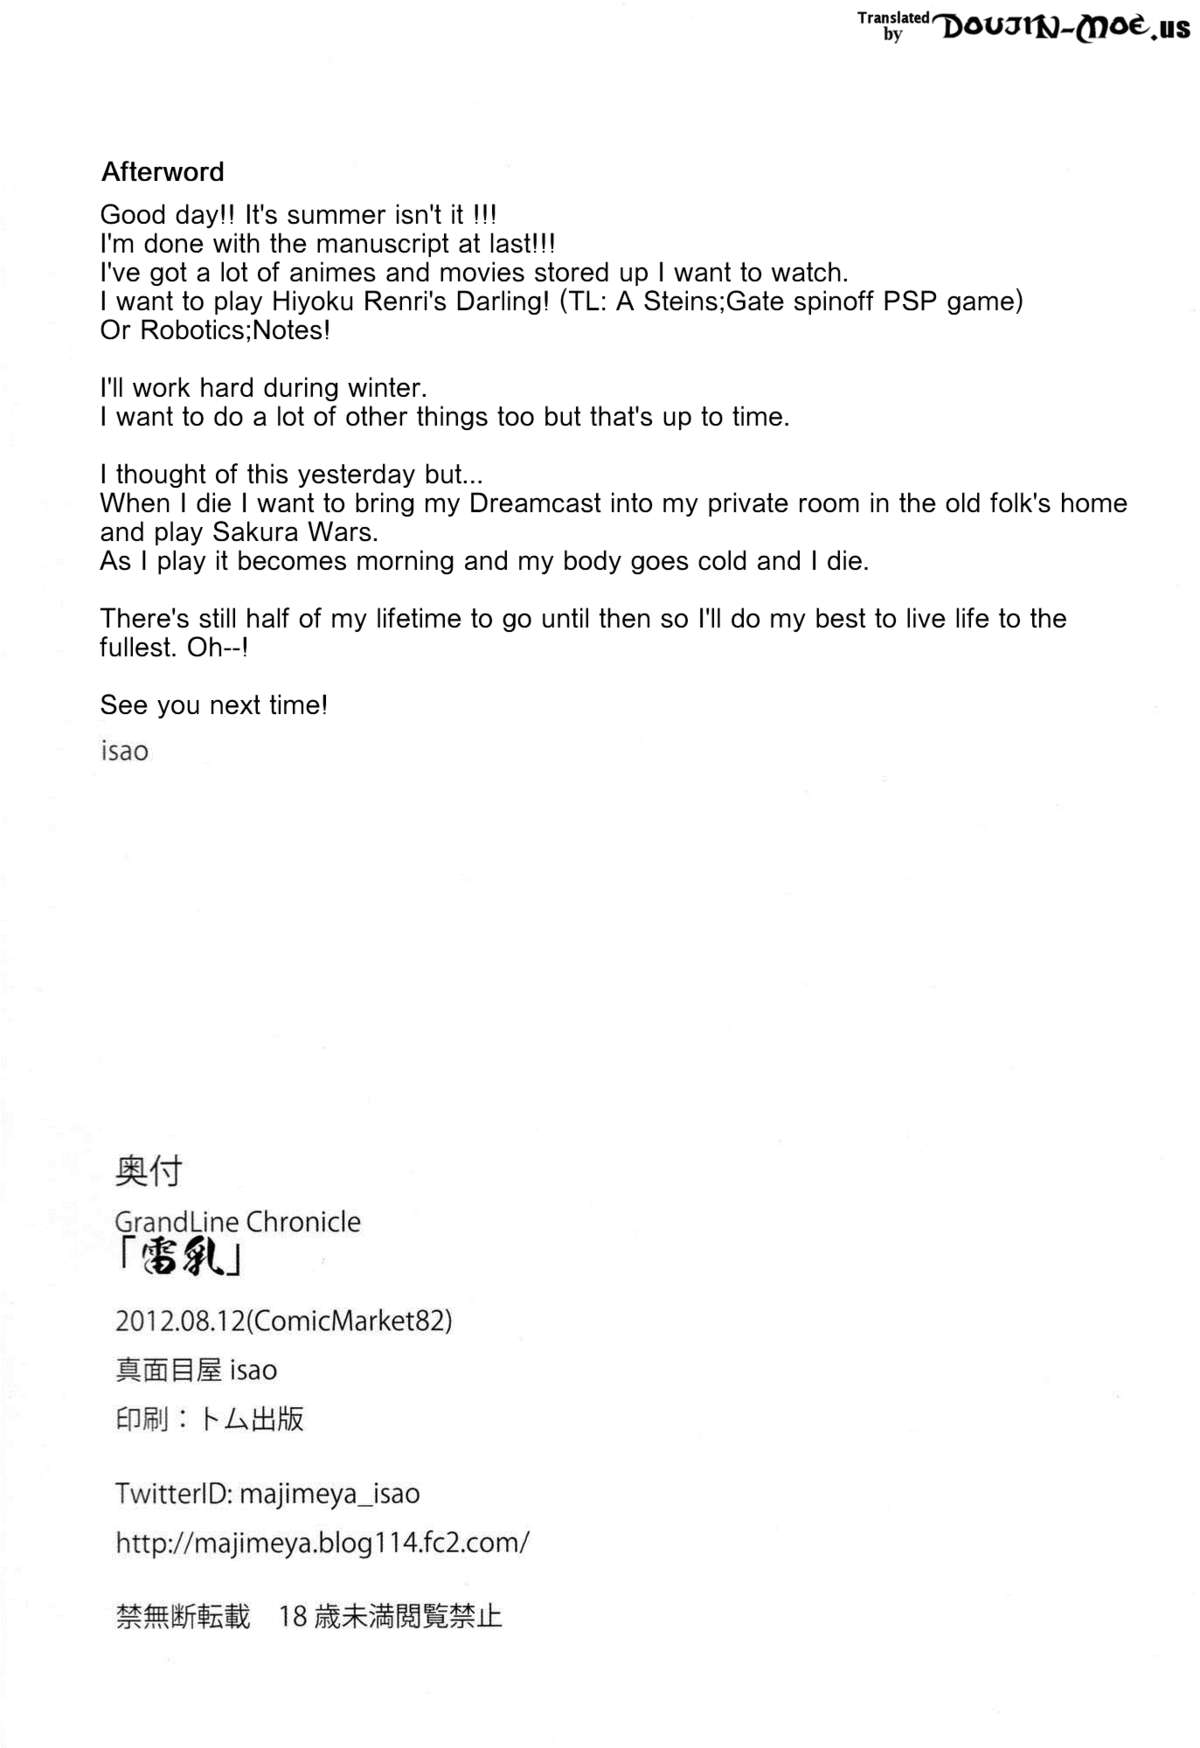 Translated
by
DOUJIN-MOE.us
Afterword
Good day!! It's summer isn't it !!!
I'm done with the manuscript at last!!!
I've got a lot of animes and movies stored up I want to watch.
I want to play Hiyoku Renri's Darling! (TL: A Steins;Gate spinoff PSP game)
Or Robotics;Notes!
I'll work hard during winter.
I want to do a lot of other things too but that's up to time.
I thought of this yesterday but...
When I die I want to bring my Dreamcast into my private room in the old folk's home
and play Sakura Wars.
As I play it becomes morning and my body goes cold and I die.
There's still half of my lifetime to go until then so I'll do my best to live life to the
fullest. Oh--!
See you next time!
isao
奥付
GrandLine Chronicle
「雷乳」
2012.08.12(ComicMarket82)
真面目屋 isao
印刷：トム出版
TwitterID: majimeya_isao
http://majimeya.blog114.fc2.com/
禁無断転載　18歳未満閲覧禁止